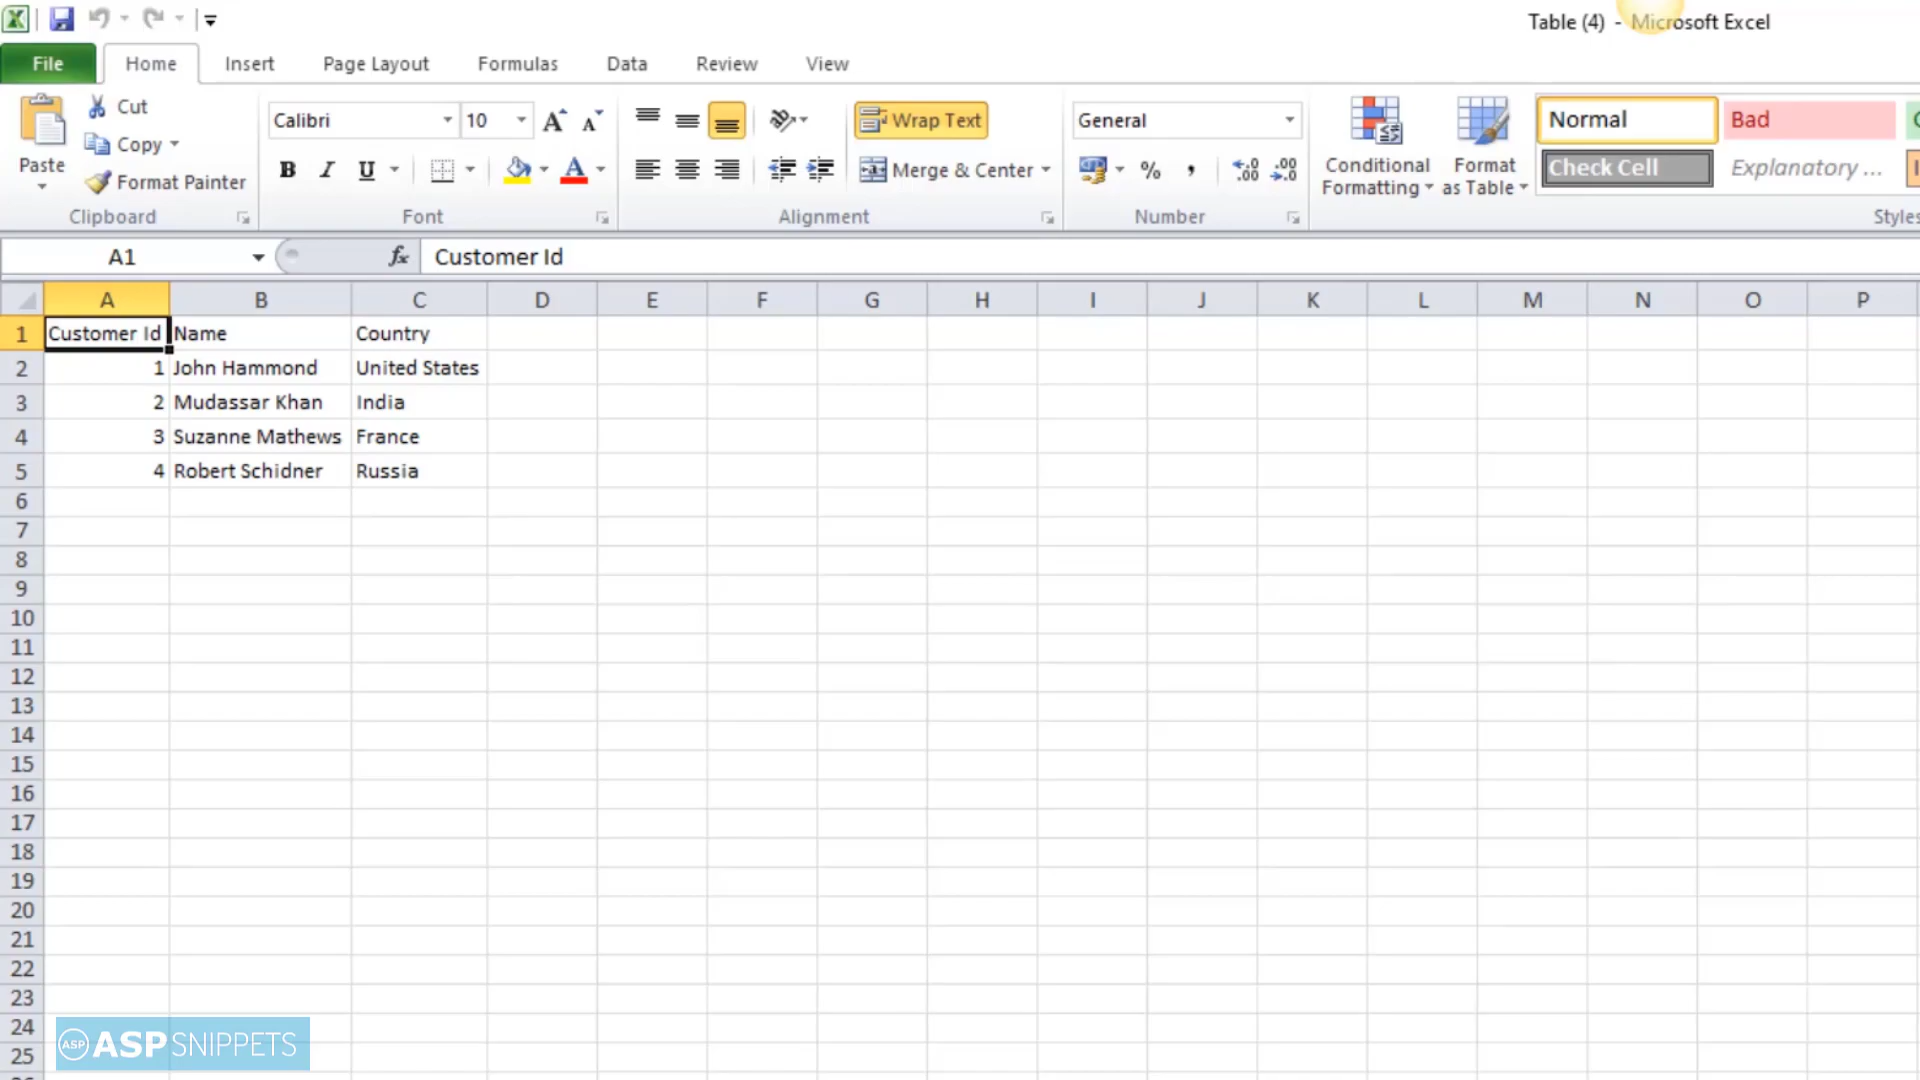 Table (4) - Microsoft Excel
File Home Insert Page Layout Formulas Data Review View
Paste
Cut
Copy
Format Painter
Clipboard
Calibri 10
B I U
Font
Wrap Text
Merge & Center
Alignment
General
% ,
Number
Conditional Formatting
Format as Table
Normal Bad
Check Cell Explanatory ...
Styles
A1 fx Customer Id
A B C D E F G H I J K L M N O P
1 Customer Id Name Country
2 1 John Hammond United States
3 2 Mudassar Khan India
4 3 Suzanne Mathews France
5 4 Robert Schidner Russia
6
7
8
9
10
11
12
13
14
15
16
17
18
19
20
21
22
23
24
25
ASP ASPSNIPPETS